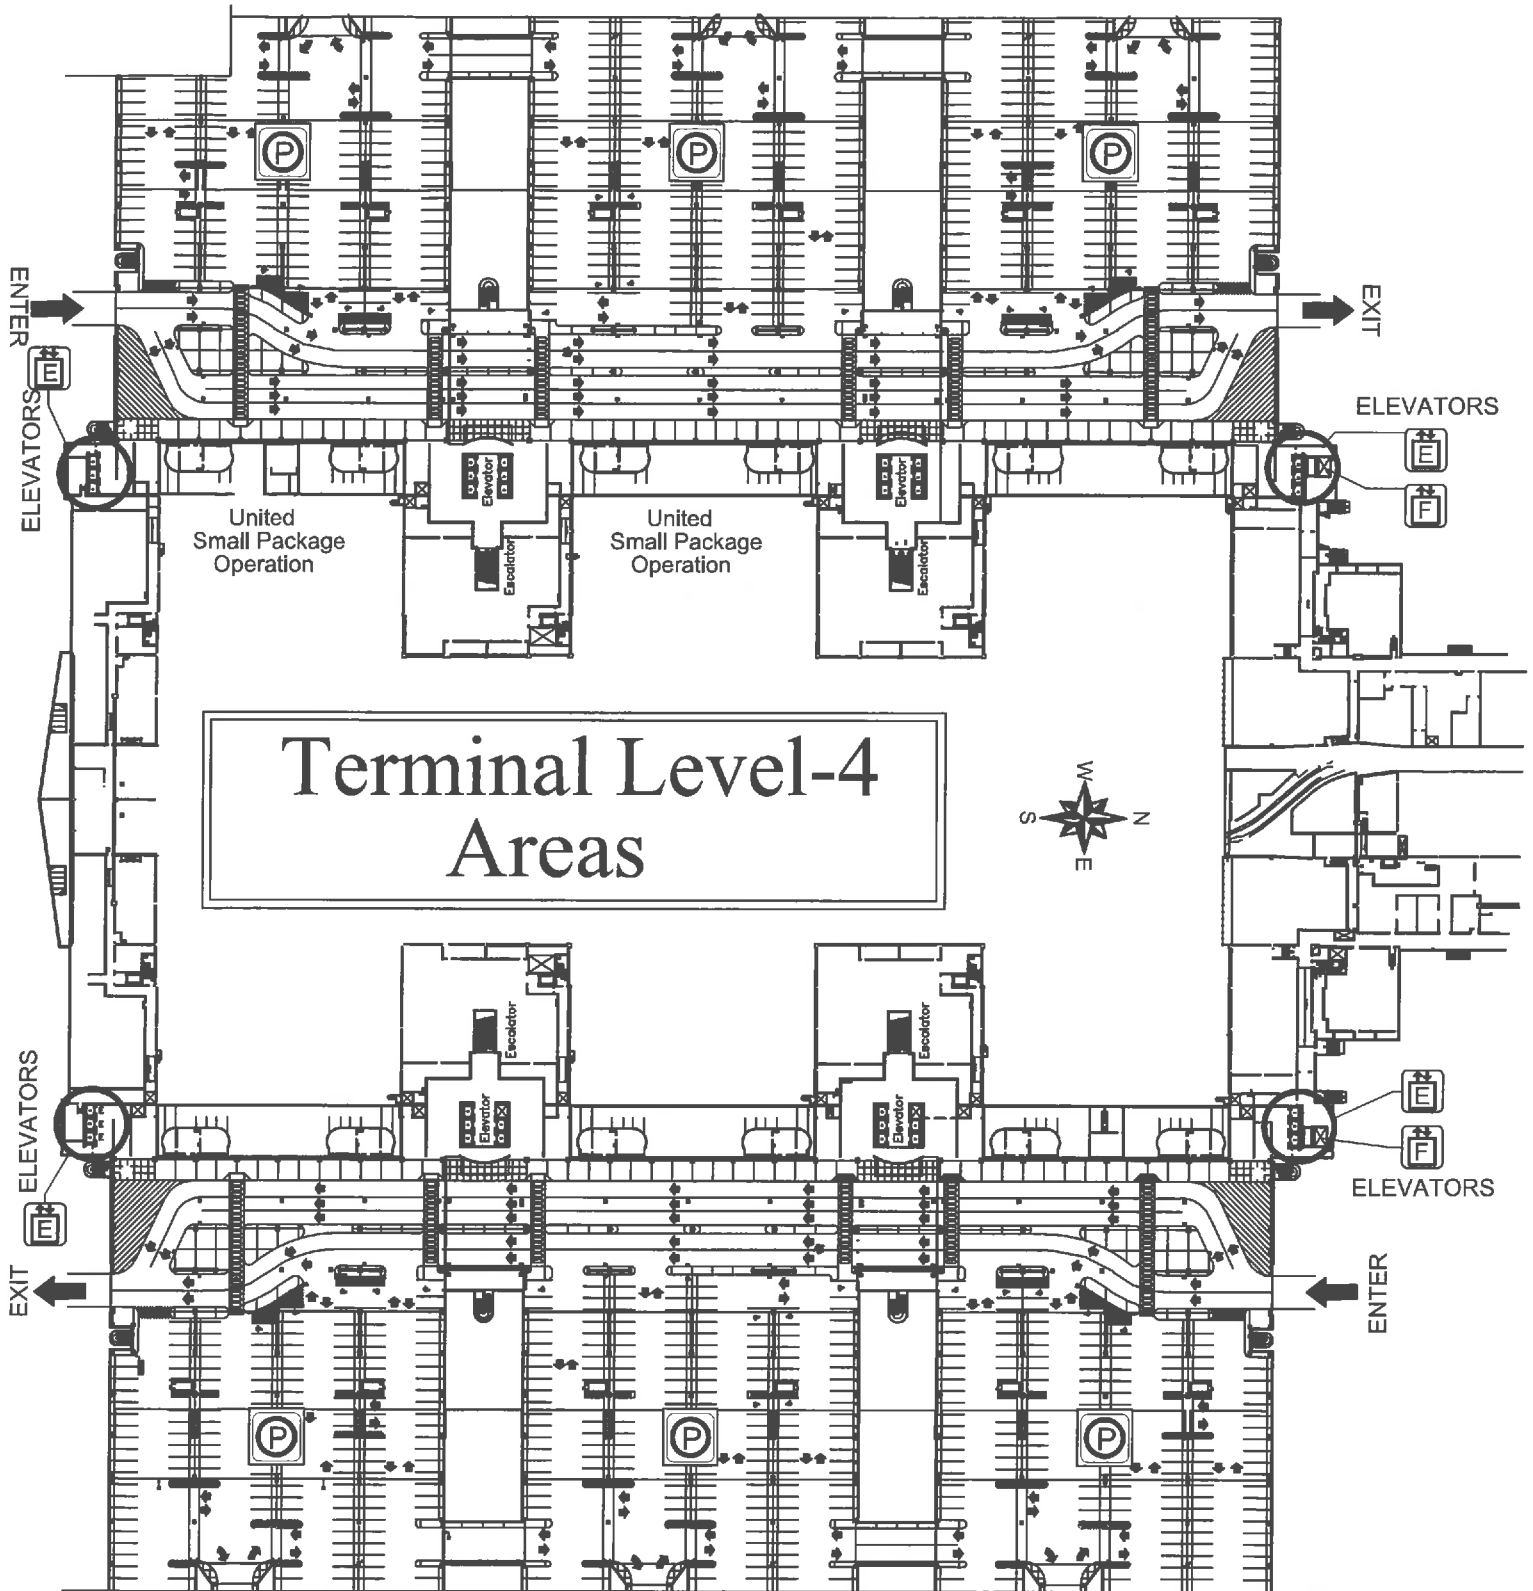 P
P
P
ENTER
EXIT
E
ELEVATORS
ELEVATORS
E
F
Elevator
Elevator
United
Small Package
Operation
United
Small Package
Operation
Escalator
Escalator
Terminal Level-4
Areas
W
S
N
E
Escalator
Escalator
ELEVATORS
E
Elevator
Elevator
E
F
ELEVATORS
EXIT
ENTER
P
P
P